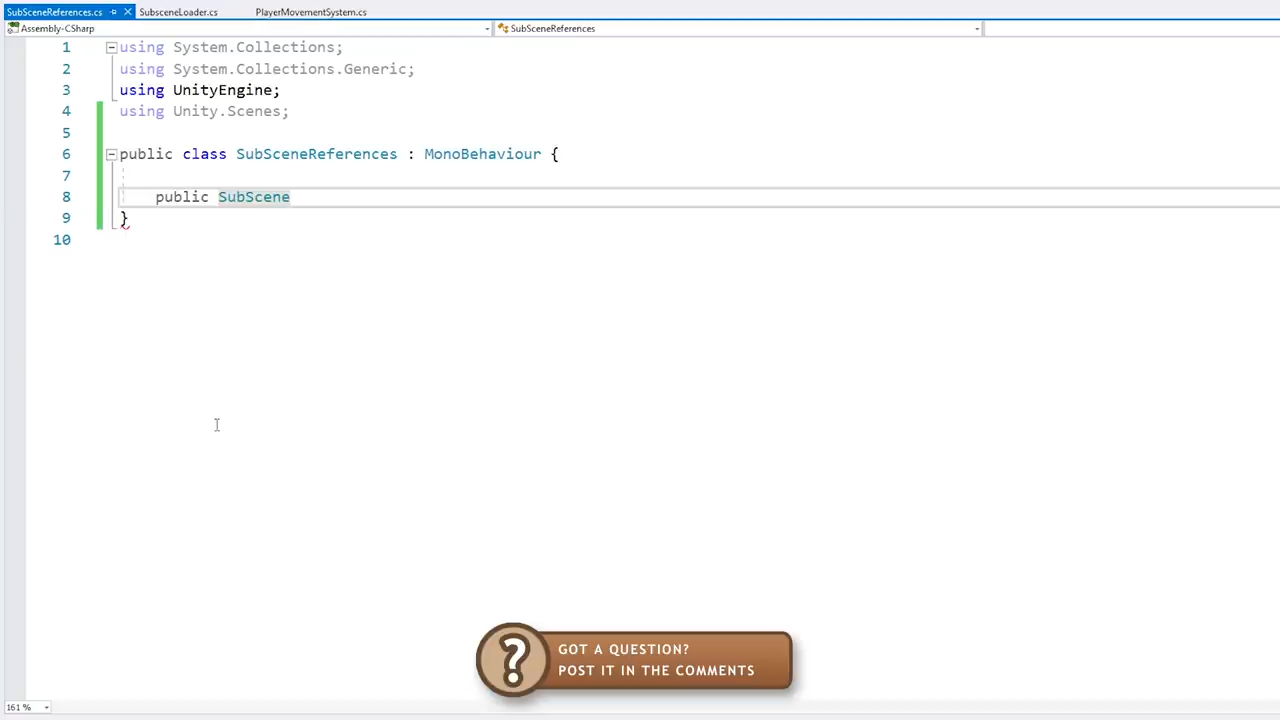 SubSceneReferences.cs
SubsceneLoader.cs
PlayerMovementSystem.cs
Assembly-CSharp
SubSceneReferences
1 using System.Collections;
2 using System.Collections.Generic;
3 using UnityEngine;
4 using Unity.Scenes;
5
6 public class SubSceneReferences : MonoBehaviour {
7
8 public SubScene
9 }
10
?
GOT A QUESTION?
POST IT IN THE COMMENTS
161 %